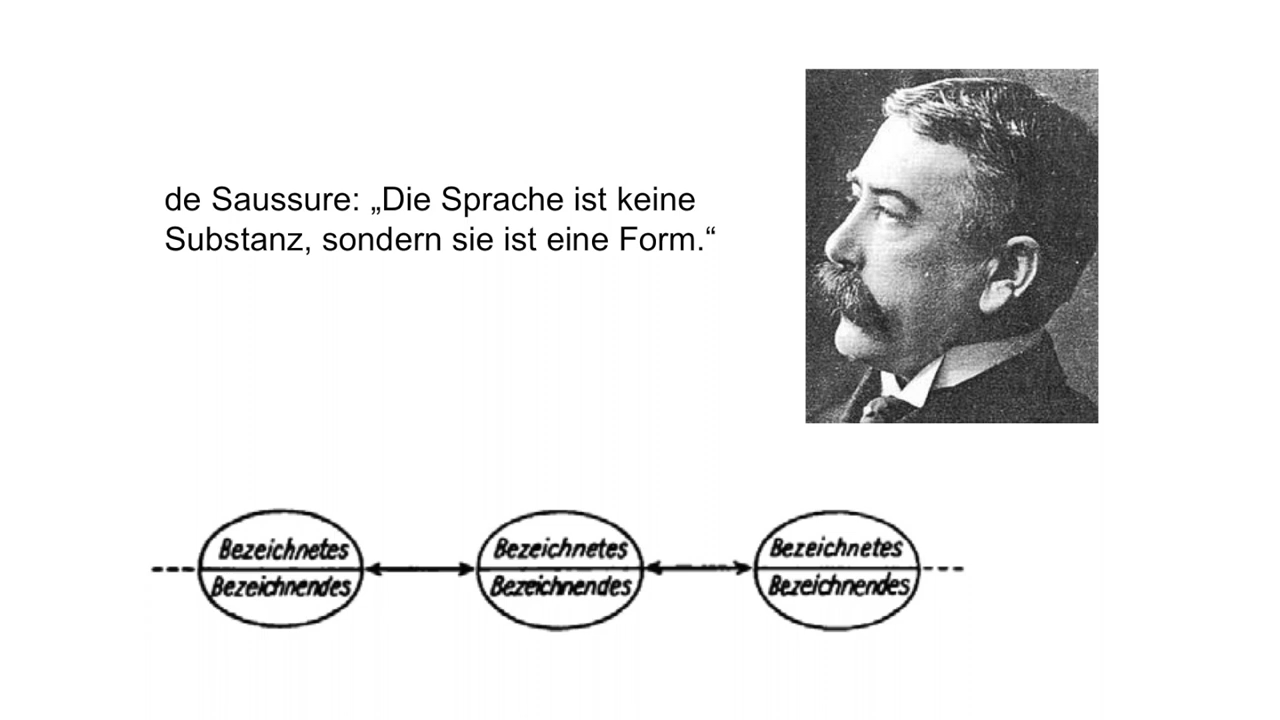 de Saussure: „Die Sprache ist keine
Substanz, sondern sie ist eine Form.“
Bezeichnetes Bezeichnetes Bezeichnetes
Bezeichnendes Bezeichnendes Bezeichnendes